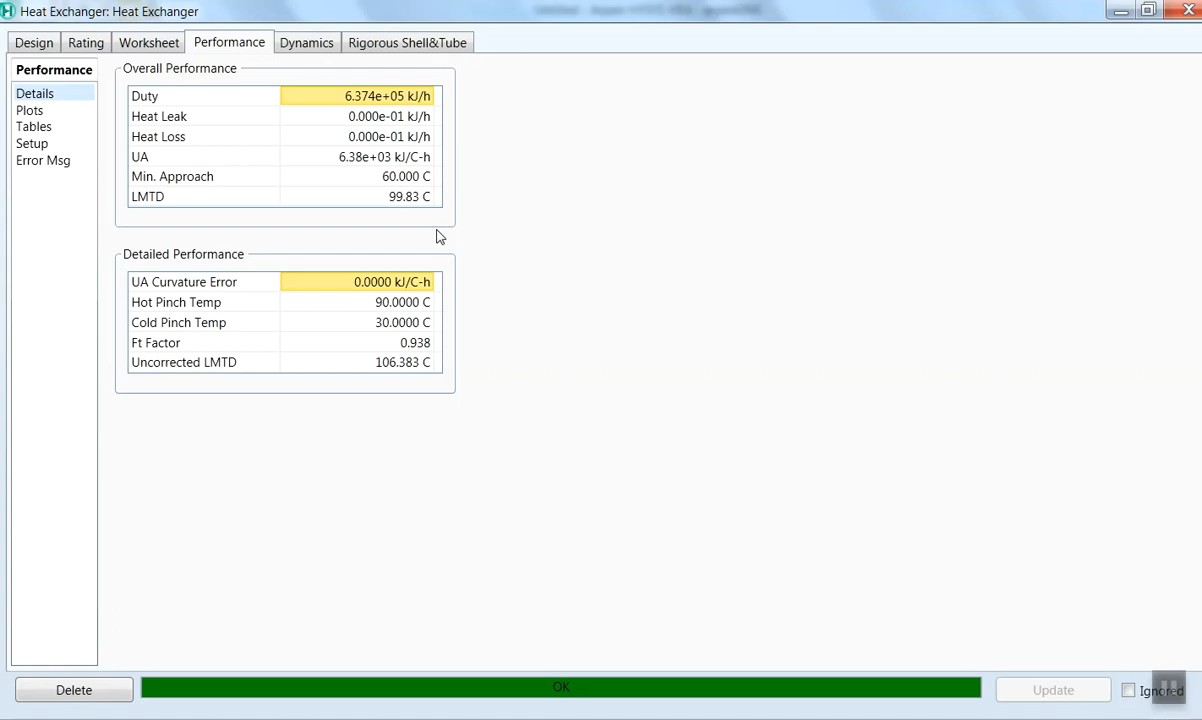 Heat Exchanger: Heat Exchanger
Design Rating Worksheet Performance Dynamics Rigorous Shell&Tube
Performance
Details
Plots
Tables
Setup
Error Msg
Overall Performance
Duty 6.374e+05 kJ/h
Heat Leak 0.000e-01 kJ/h
Heat Loss 0.000e-01 kJ/h
UA 6.38e+03 kJ/C-h
Min. Approach 60.000 C
LMTD 99.83 C
Detailed Performance
UA Curvature Error 0.0000 kJ/C-h
Hot Pinch Temp 90.0000 C
Cold Pinch Temp 30.0000 C
Ft Factor 0.938
Uncorrected LMTD 106.383 C
Delete OK Update Ignored